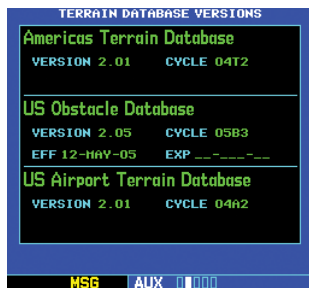 TERRAIN DATABASE VERSIONS
Americas Terrain Database
VERSION 2.01 CYCLE 04T2
US Obstacle Database
VERSION 2.05 CYCLE 05B3
EFF 12-MAY-05 EXP __-___-__
US Airport Terrain Database
VERSION 2.01 CYCLE 04A2
MSG AUX